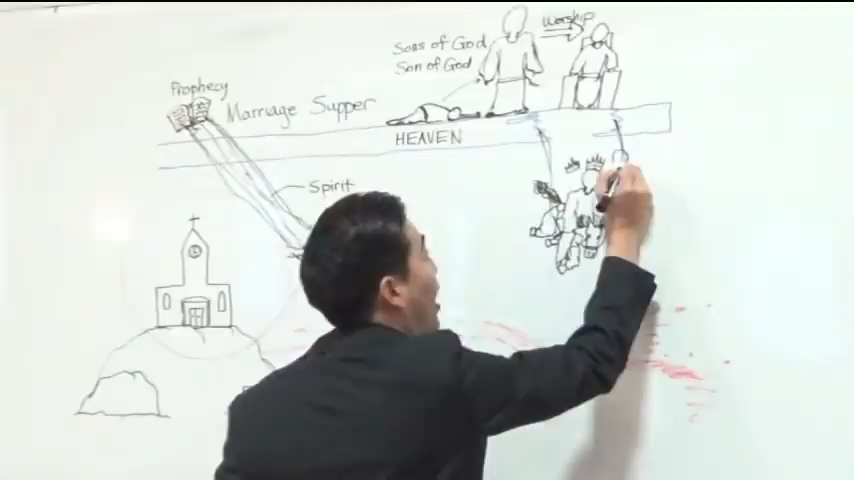 Worship
Sons of God
Son of God
Prophecy
Marriage Supper
HEAVEN
Spirit